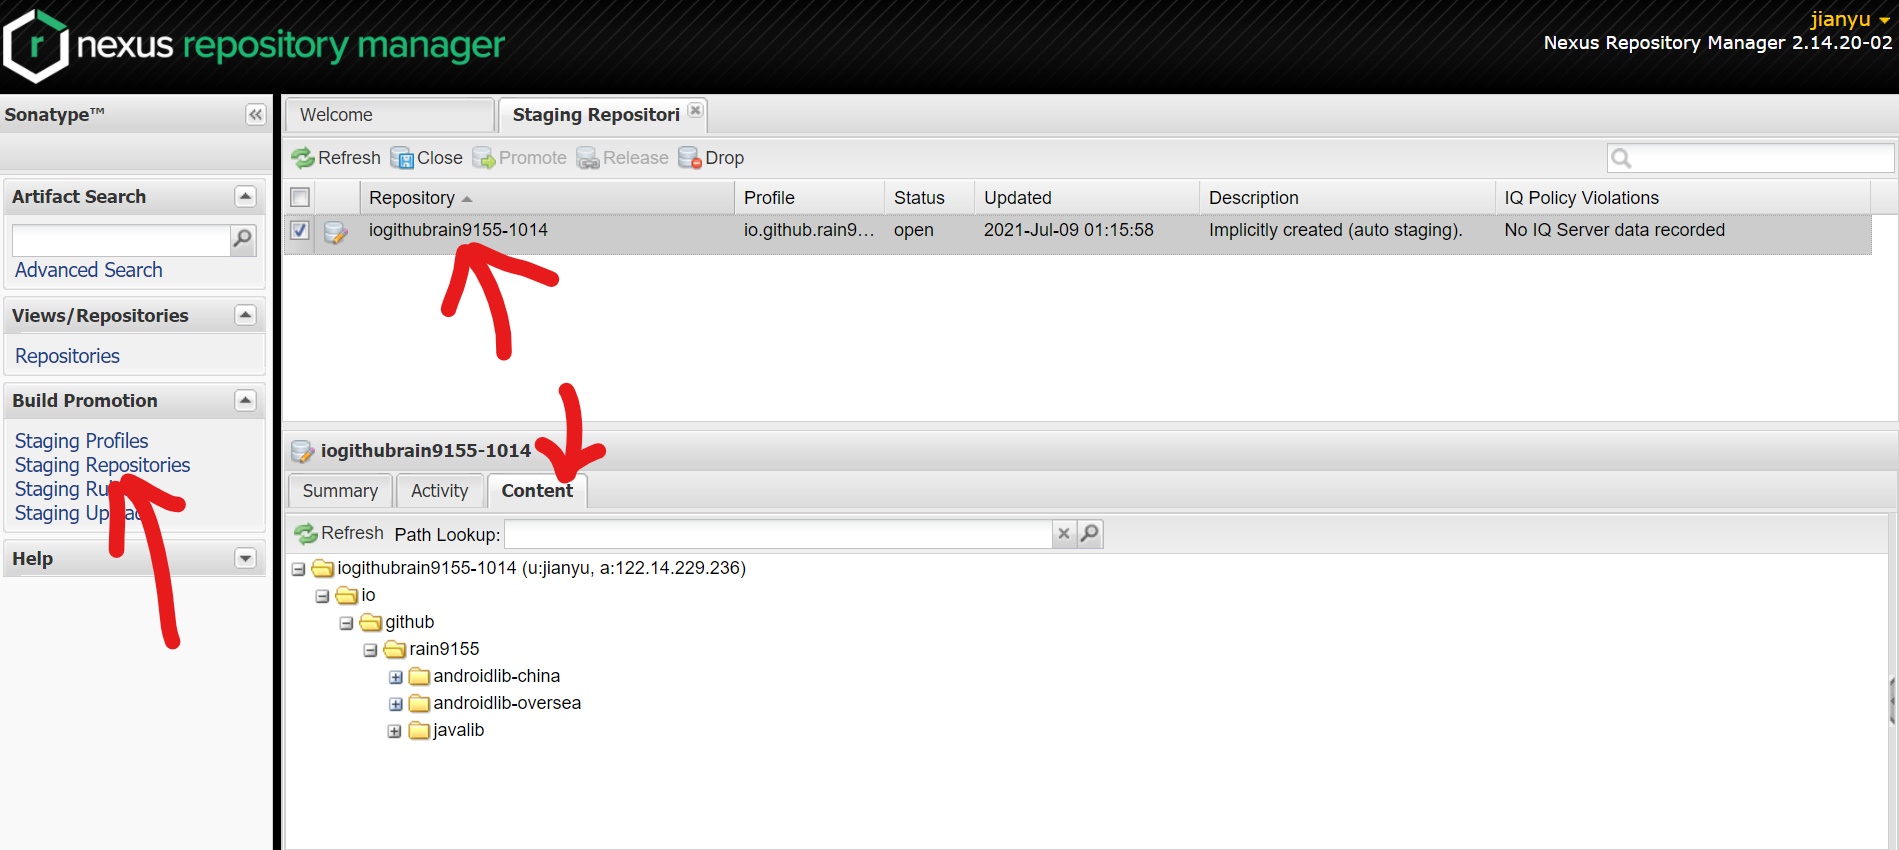 nexus repository manager
jianyu
Nexus Repository Manager 2.14.20-02
Sonatype™
Artifact Search
Advanced Search
Views/Repositories
Repositories
Build Promotion
Staging Profiles
Staging Repositories
Staging
Staging
Help
Welcome
Staging Repositori
Refresh Close Promote Release Drop
Repository Profile Status Updated Description IQ Policy Violations
iogithubrain9155-1014 io.github.rain9... open 2021-Jul-09 01:15:58 Implicitly created (auto staging). No IQ Server data recorded
iogithubrain9155-1014
Summary Activity Content
Refresh Path Lookup:
iogithubrain9155-1014 (u:jianyu, a:122.14.229.236)
io
github
rain9155
androidlib-china
androidlib-oversea
javalib